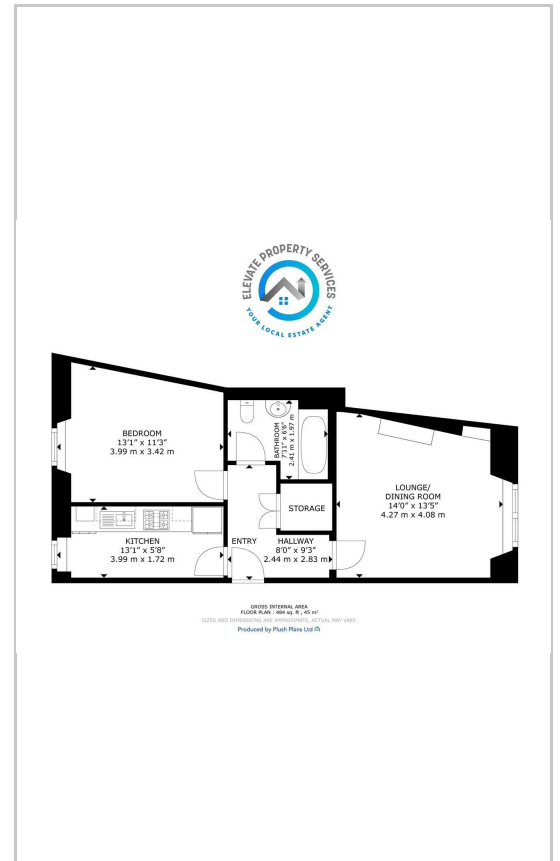 ELEVATE PROPERTY SERVICES
YOUR LOCAL ESTATE AGENT
BEDROOM
13'1" x 11'3"
3.99 m x 3.42 m
BATHROOM
7'11" x 6'6"
2.41 m x 1.97 m
LOUNGE/
DINING ROOM
14'0" x 13'5"
4.27 m x 4.08 m
STORAGE
KITCHEN
13'1" x 5'8"
3.99 m x 1.72 m
ENTRY
HALLWAY
8'0" x 9'3"
2.44 m x 2.83 m
GROSS INTERNAL AREA
FLOOR PLAN : 484 sq. ft , 45 m²
SIZES AND DIMENSIONS ARE APPROXIMATE, ACTUAL MAY VARY.
Produced by Plush Plans Ltd